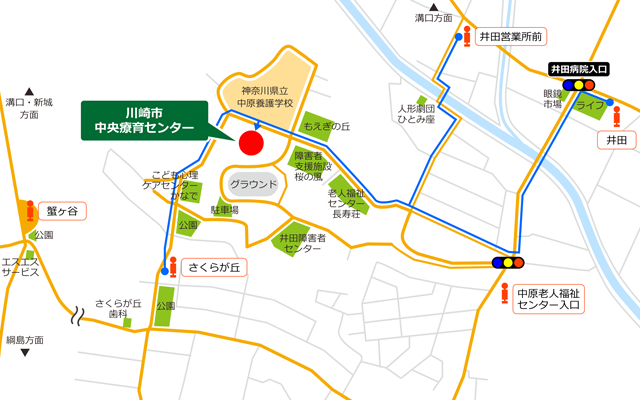 溝口方面
井田営業所前
井田病院入口
眼鏡
市場
ライフ
井田
人形劇団
ひとみ座
神奈川県立
中原養護学校
溝口・新城
方面
川崎市
中央療育センター
もえぎの丘
障害者
支援施設
桜の風
こども心理
ケアセンター
かなで
グラウンド
老人福祉
センター
長寿荘
駐車場
蟹ヶ谷
公園
公園
井田障害者
センター
エスエス
サービス
さくらが丘
中原老人福祉
センター入口
さくらが丘
歯科
公園
綱島方面